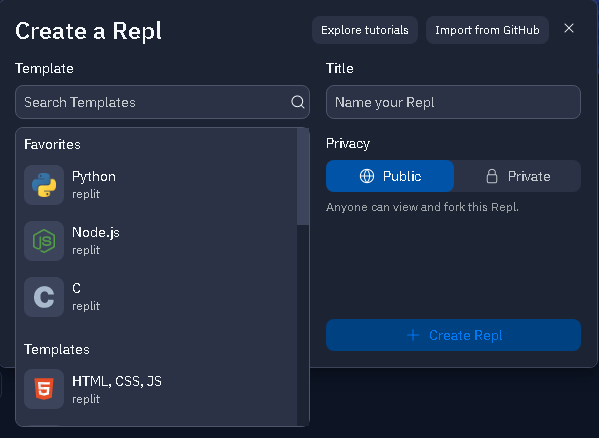 Create a Repl
Explore tutorials
Import from GitHub
Template
Search Templates
Favorites
Python
replit
Node.js
replit
C
replit
Templates
HTML, CSS, JS
replit
Title
Name your Repl
Privacy
Public
Private
Anyone can view and fork this Repl.
+ Create Repl